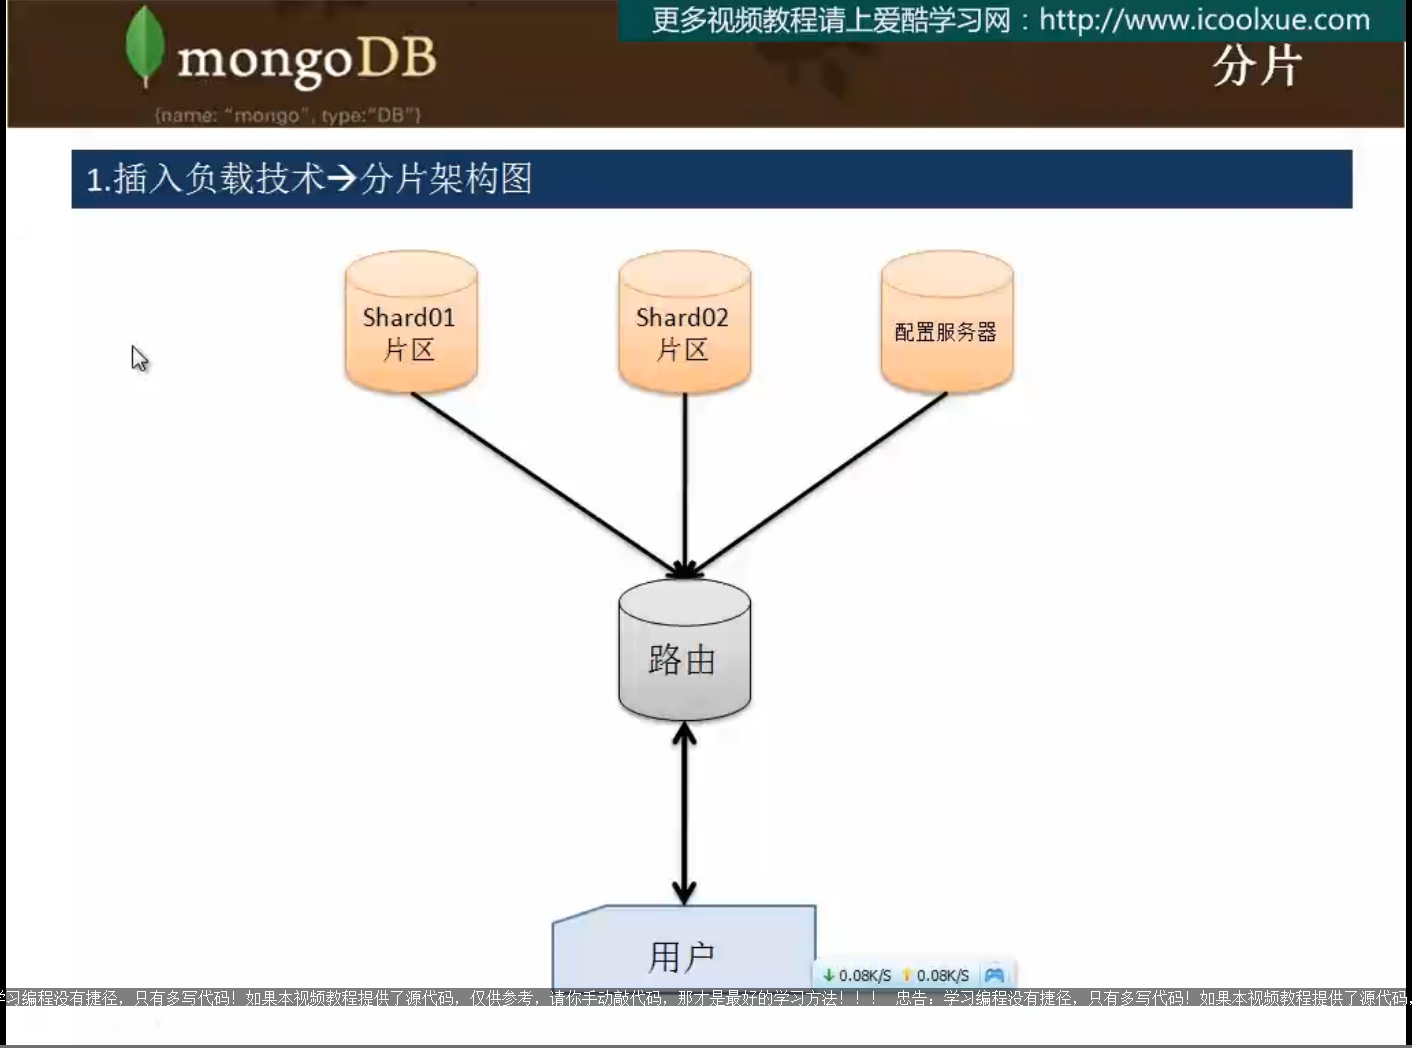 更多视频教程请上爱酷学习网：http://www.icoolxue.com
mongoDB
分片
{name: "mongo", type:"DB"}
1.插入负载技术→分片架构图
Shard01
片区
Shard02
片区
配置服务器
路由
用户
0.08K/S 0.08K/S
学习编程没有捷径，只有多写代码！如果本视频教程提供了源代码，仅供参考，请你手动敲代码，那才是最好的学习方法！！！ 忠告：学习编程没有捷径，只有多写代码！如果本视频教程提供了源代码，